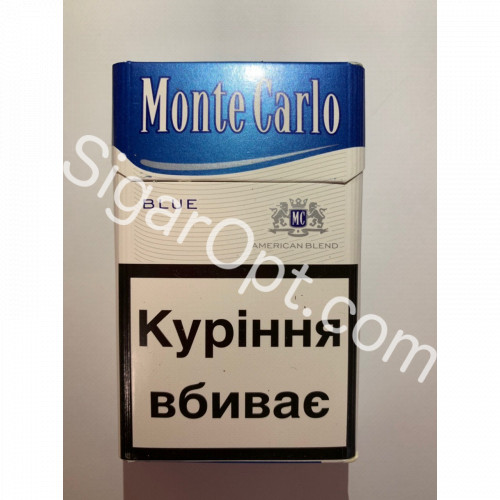 Monte Carlo
BLUE
MC
AMERICAN BLEND
Куріння
вбиває
SigarOpt.com